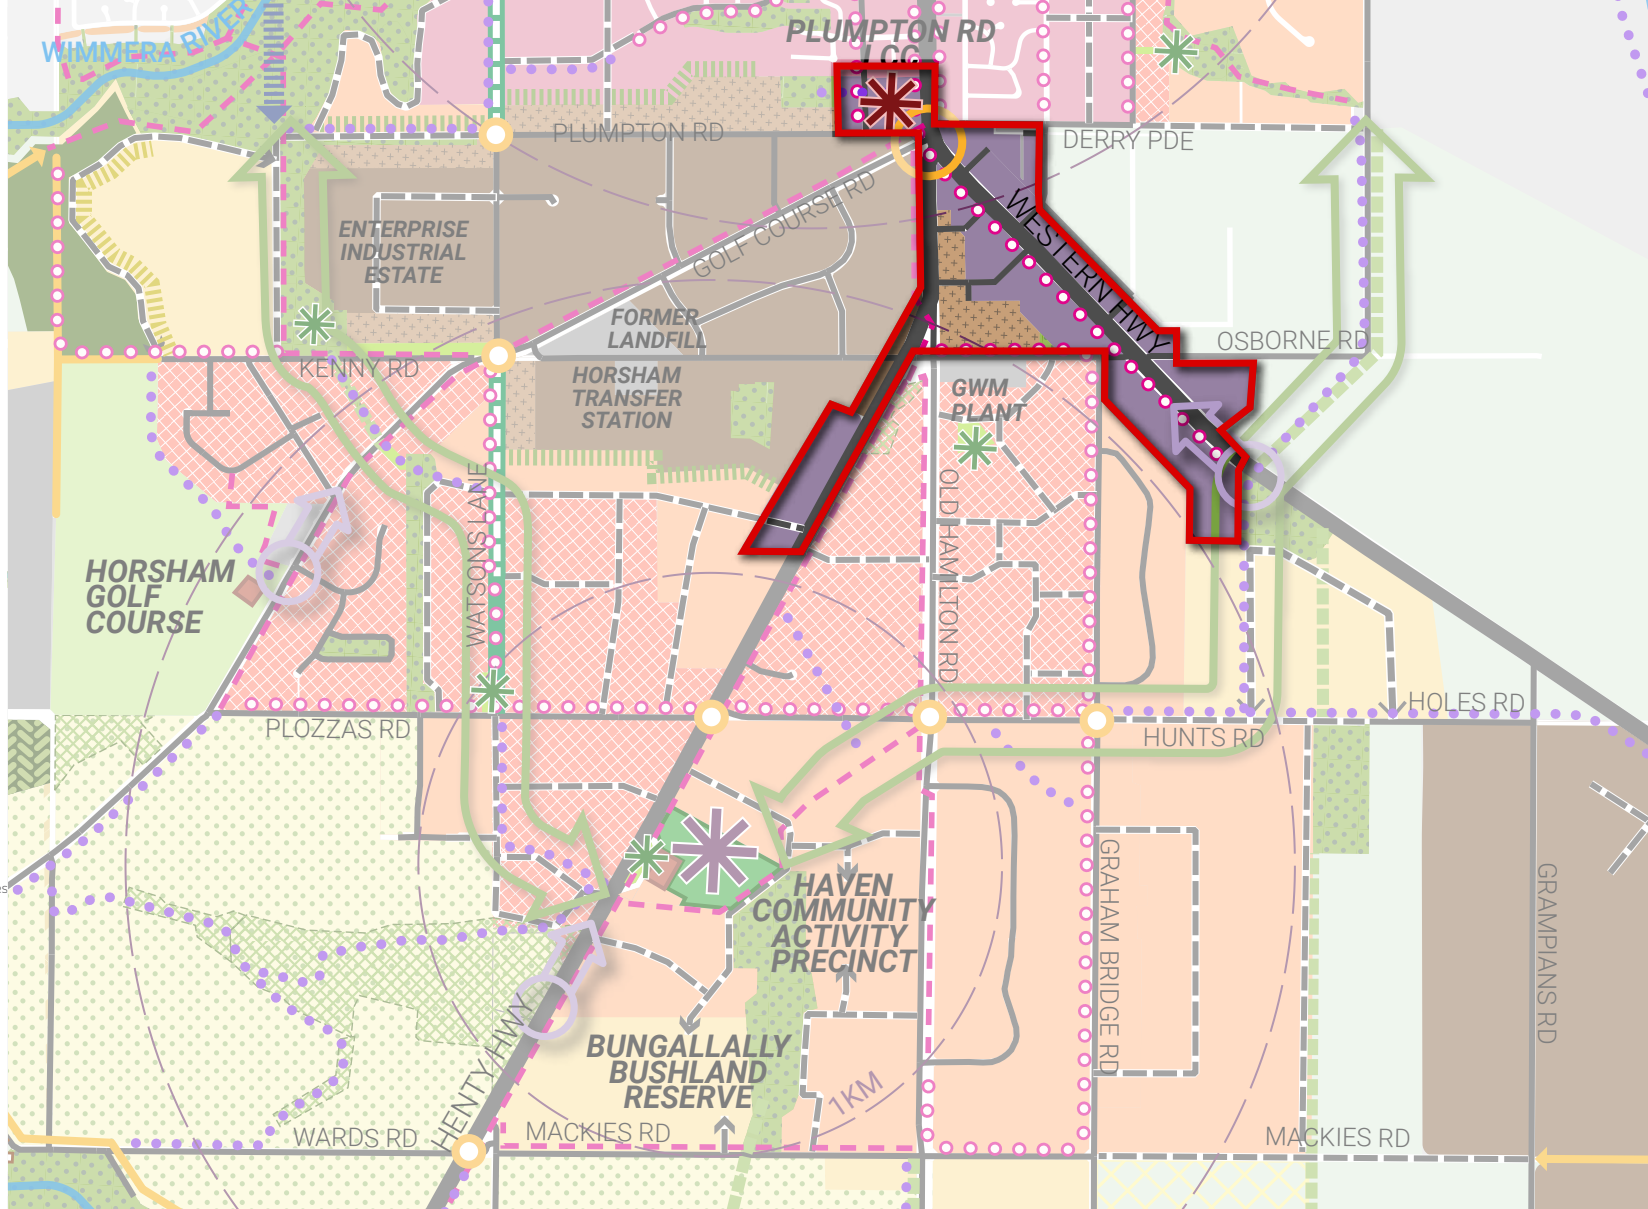 PLUMPTON RD
LCC
WIMMERA RIVER
PLUMPTON RD
DERRY PDE
GOLF COURSE RD
WESTERN HWY
ENTERPRISE
INDUSTRIAL
ESTATE
FORMER
LANDFILL
OSBORNE RD
KENNY RD
HORSHAM
TRANSFER
STATION
GWM
PLANT
WATSONS LANE
OLD HAMILTON RD
HORSHAM
GOLF
COURSE
HOLES RD
PLOZZAS RD
HUNTS RD
HAVEN
COMMUNITY
ACTIVITY
PRECINCT
GRAHAM BRIDGE RD
GRAMPIANS RD
HENTY HWY
BUNGALLALLY
BUSHLAND
RESERVE
1KM
WARDS RD
MACKIES RD
MACKIES RD